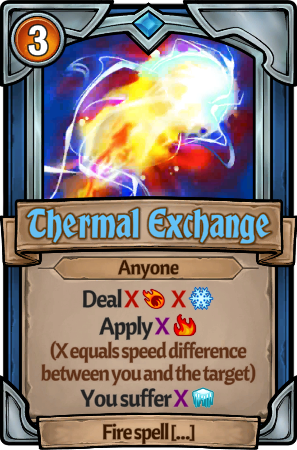 3
Thermal Exchange
Anyone
Deal X X
Apply X
(X equals speed difference
between you and the target)
You suffer X
Fire spell [...]